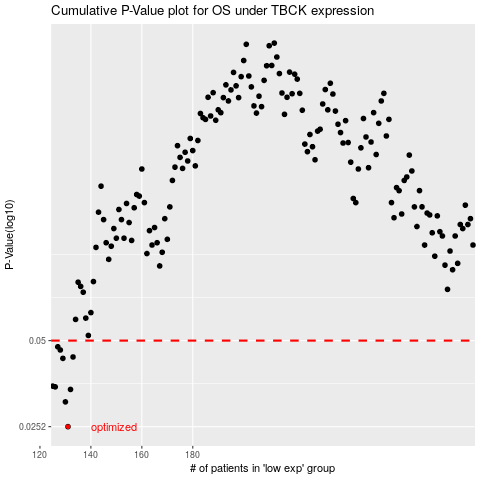 Cumulative P-Value plot for OS under TBCK expression
P-Value(log10)
0.05
0.0252
optimized
120 140 160 180
# of patients in 'low exp' group